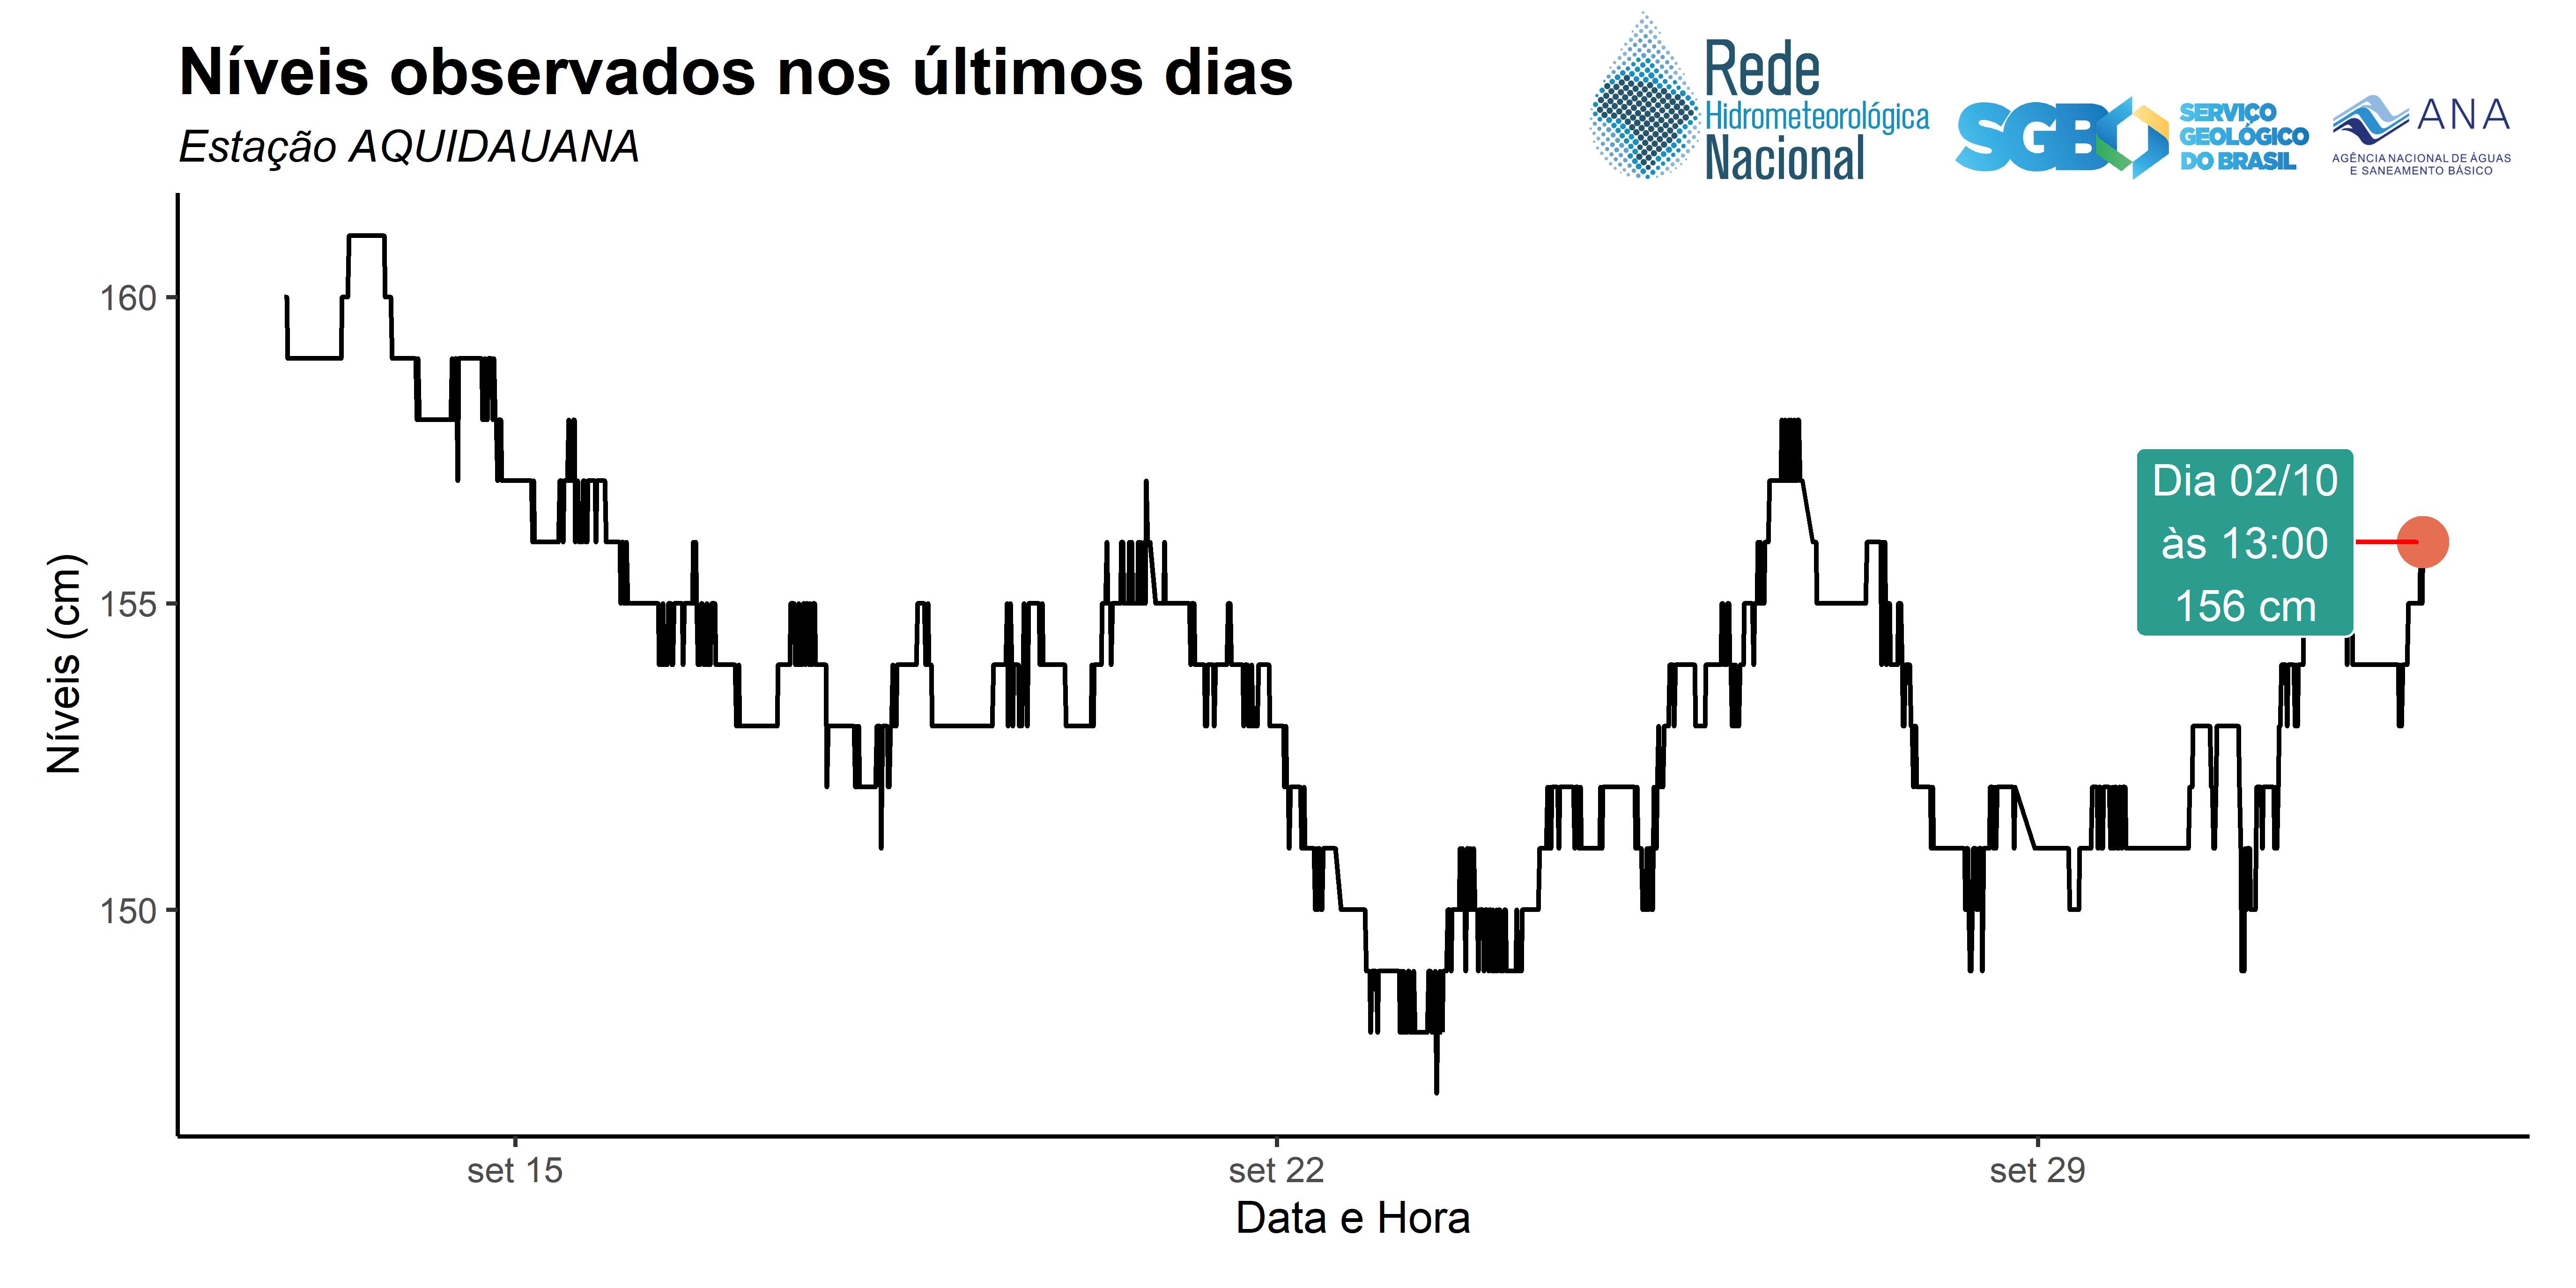 Níveis observados nos últimos dias
Estação AQUIDAUANA
Rede
Hidrometeorológica
Nacional
SGB
SERVIÇO
GEOLÓGICO
DO BRASIL
ANA
AGÊNCIA NACIONAL DE ÁGUAS
E SANEAMENTO BÁSICO
Níveis (cm)
160
155
150
Dia 02/10
às 13:00
156 cm
set 15
set 22
set 29
Data e Hora